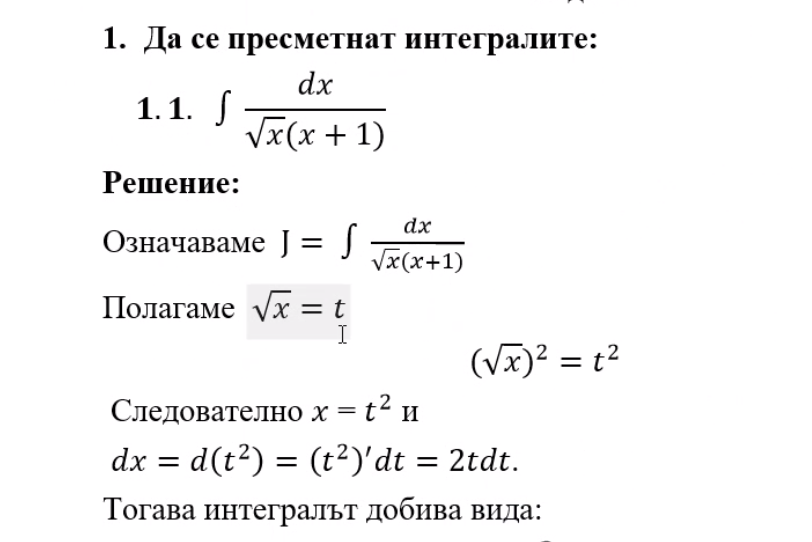 1. Да се пресметнат интегралите:
1.1. ∫ dx / √x(x + 1)
Решение:
Означаваме J = ∫ dx / √x(x+1)
Полагаме √x = t
(√x)² = t²
Следователно x = t² и
dx = d(t²) = (t²)′dt = 2tdt.
Тогава интегралът добива вида: